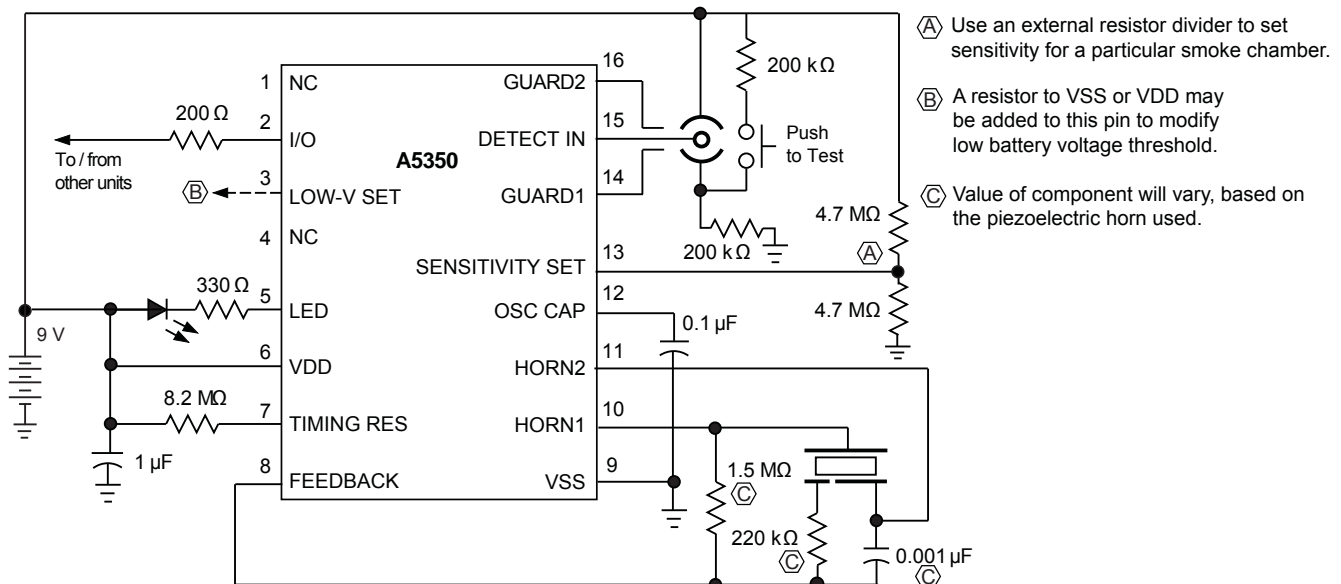 A Use an external resistor divider to set
sensitivity for a particular smoke chamber.
B A resistor to VSS or VDD may
be added to this pin to modify
low battery voltage threshold.
C Value of component will vary, based on
the piezoelectric horn used.
A5350
1 NC
200 Ω
2 I/O
To / from
other units
3 LOW-V SET
B
4 NC
330 Ω
5 LED
9 V
6 VDD
8.2 MΩ
7 TIMING RES
1 µF
8 FEEDBACK
16 GUARD2
15 DETECT IN
14 GUARD1
200 kΩ
Push
to Test
200 kΩ
13 SENSITIVITY SET
4.7 MΩ
A
4.7 MΩ
12 OSC CAP
0.1 µF
11 HORN2
10 HORN1
9 VSS
1.5 MΩ
C
220 kΩ
C
0.001 µF
C